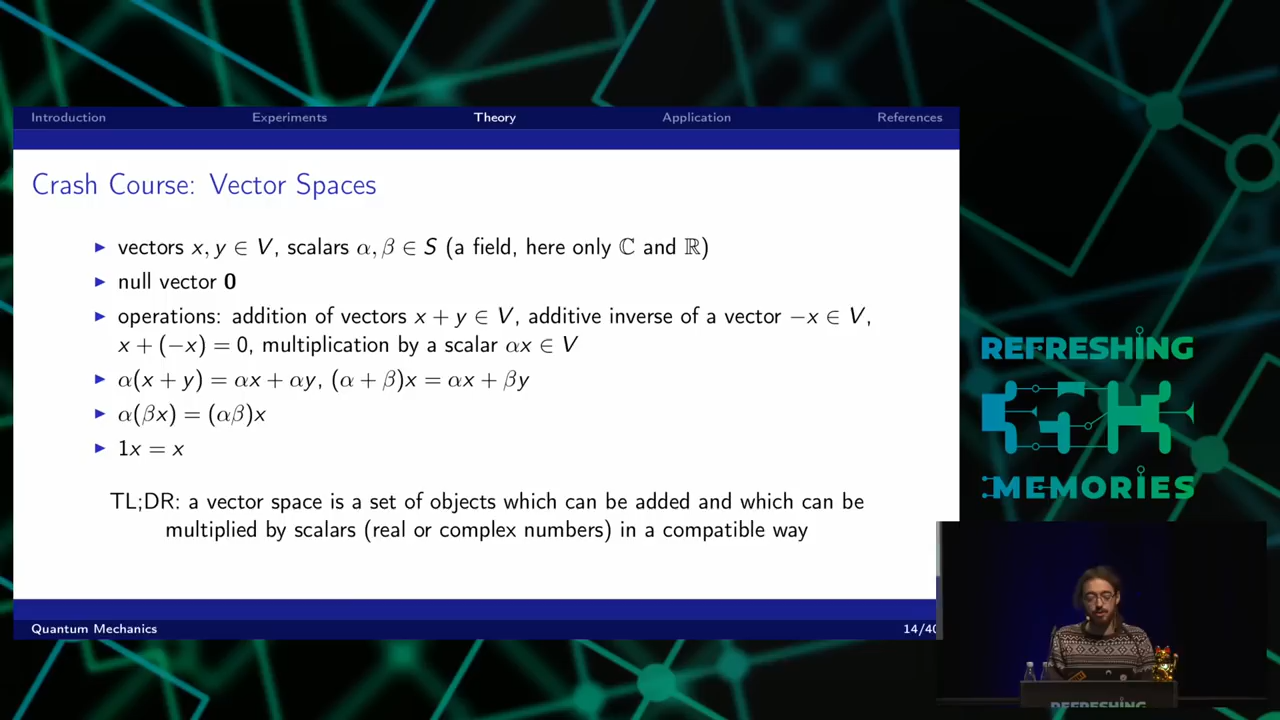 Introduction Experiments Theory Application References
Crash Course: Vector Spaces
▶ vectors x, y ∈ V, scalars α, β ∈ S (a field, here only ℂ and ℝ)
▶ null vector 0
▶ operations: addition of vectors x + y ∈ V, additive inverse of a vector −x ∈ V,
x + (−x) = 0, multiplication by a scalar αx ∈ V
▶ α(x + y) = αx + αy, (α + β)x = αx + βy
▶ α(βx) = (αβ)x
▶ 1x = x
TL;DR: a vector space is a set of objects which can be added and which can be
multiplied by scalars (real or complex numbers) in a compatible way
Quantum Mechanics 14/40
REFRESHING
MEMORIES
REFRESHING